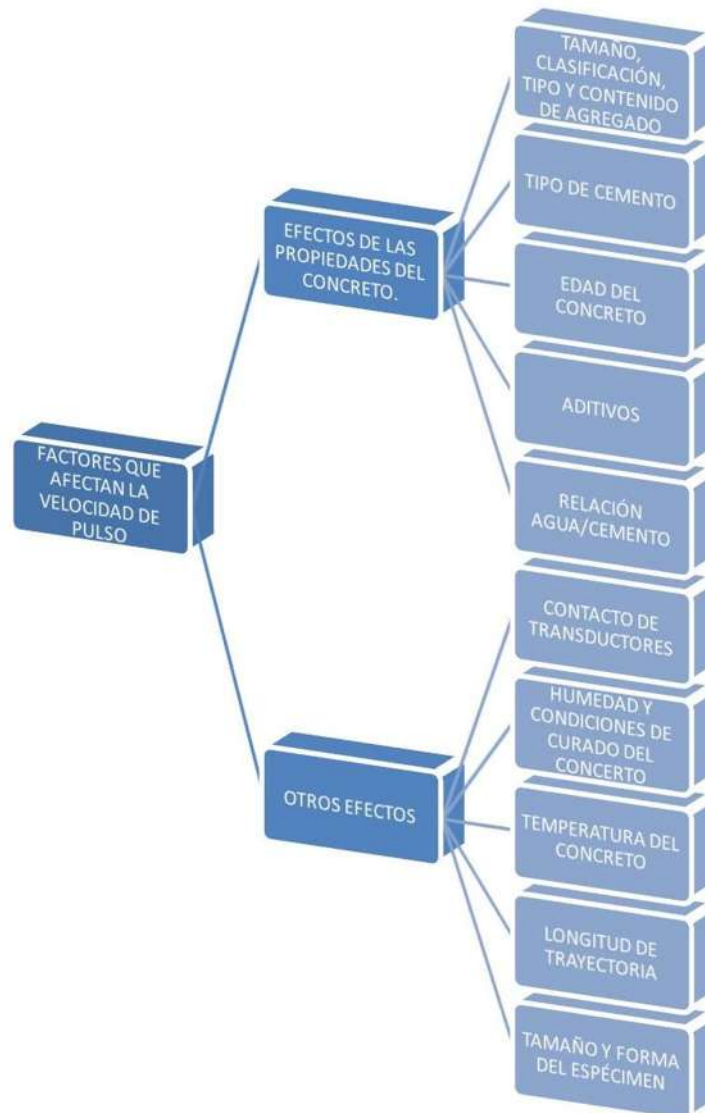 FACTORES QUE
AFECTAN LA
VELOCIDAD DE
PULSO
EFECTOS DE LAS
PROPIEDADES DEL
CONCRETO.
TAMAÑO,
CLASIFICACIÓN,
TIPO Y CONTENIDO
DE AGREGADO
TIPO DE CEMENTO
EDAD DEL
CONCRETO
ADITIVOS
RELACIÓN
AGUA/CEMENTO
OTROS EFECTOS
CONTACTO DE
TRANSDUCTORES
HUMEDAD Y
CONDICIONES DE
CURADO DEL
CONCERTO
TEMPERATURA DEL
CONCRETO
LONGITUD DE
TRAYECTORIA
TAMAÑO Y FORMA
DEL ESPÉCIMEN